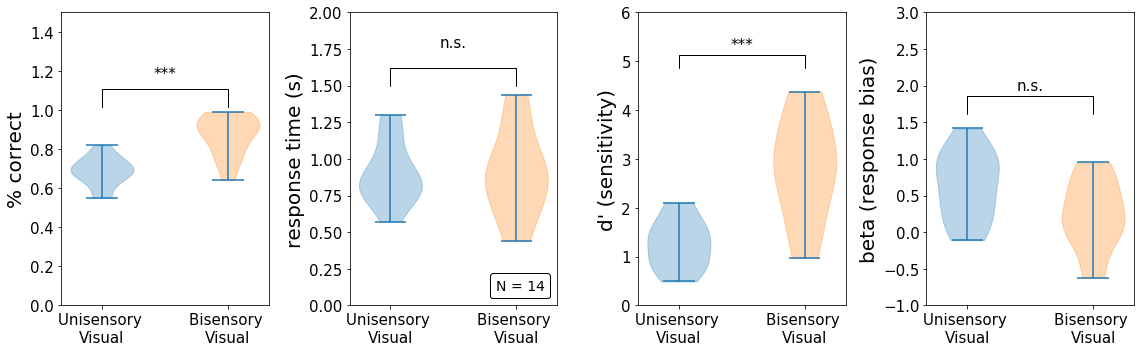 % correct
1.4
1.2
1.0
0.8
0.6
0.4
0.2
0.0
***
Unisensory
Visual
Bisensory
Visual
response time (s)
2.00
1.75
1.50
1.25
1.00
0.75
0.50
0.25
0.00
n.s.
N = 14
Unisensory
Visual
Bisensory
Visual
d' (sensitivity)
6
5
4
3
2
1
0
***
Unisensory
Visual
Bisensory
Visual
beta (response bias)
3.0
2.5
2.0
1.5
1.0
0.5
0.0
−0.5
−1.0
n.s.
Unisensory
Visual
Bisensory
Visual